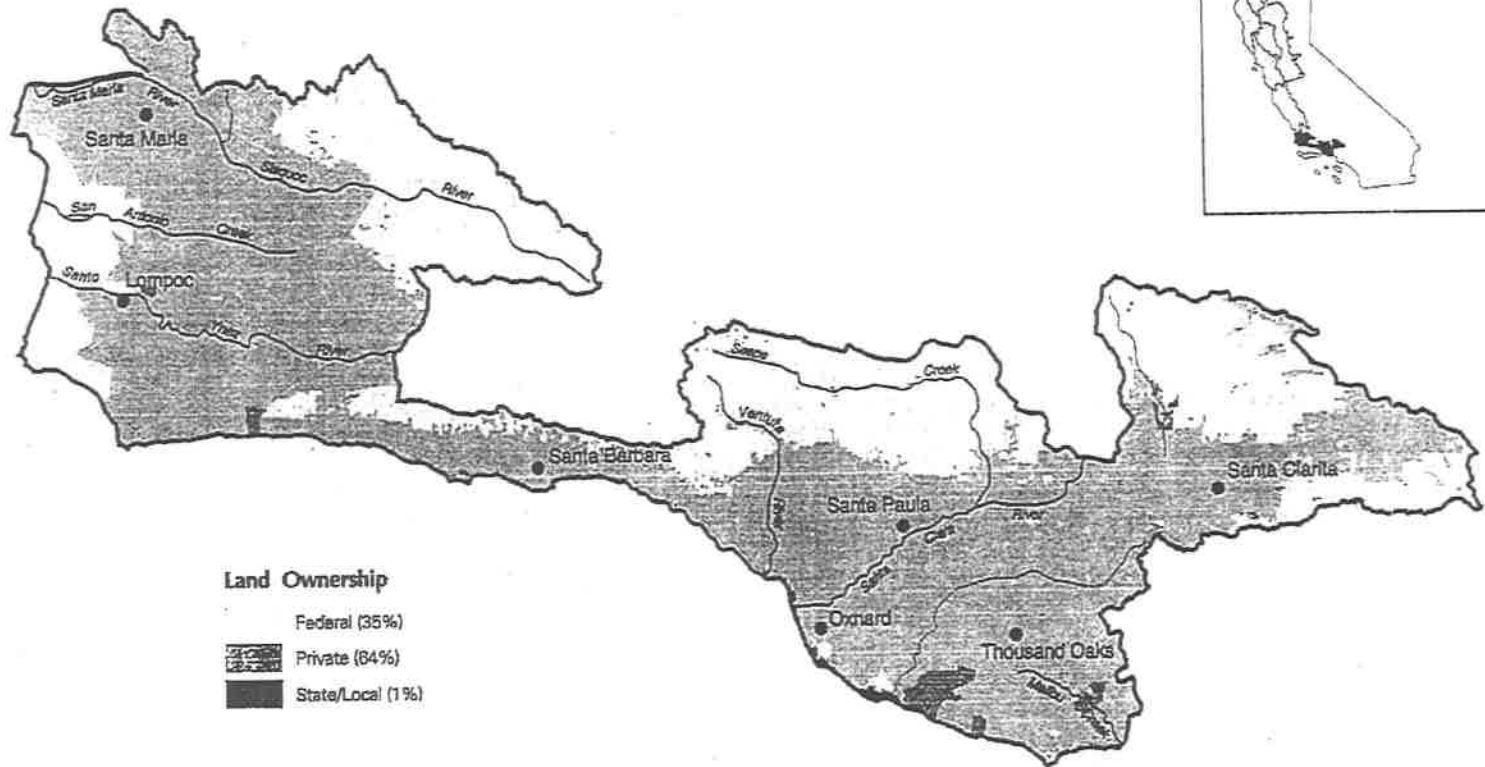 Santa Maria River
Santa Maria
Sisquoc River
San Antonio Creek
Santa Ynez River
Lompoc
Sespe Creek
Ventura River
Santa Barbara
Santa Paula
Santa Clara River
Santa Clarita
Oxnard
Thousand Oaks
Malibu Creek
Land Ownership
Federal (35%)
Private (64%)
State/Local (1%)